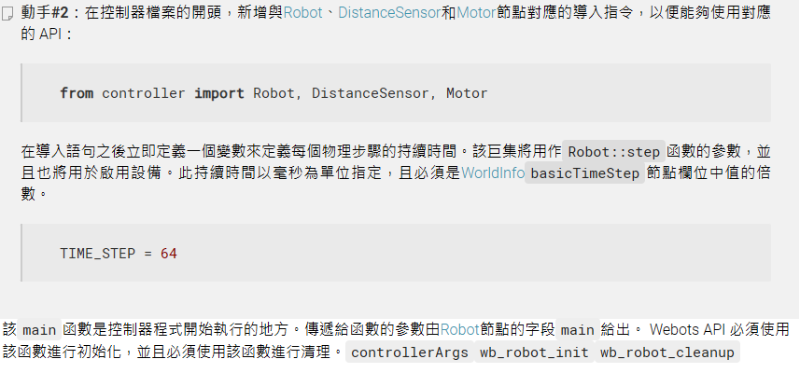 動手#2：在控制器檔案的開頭，新增與Robot、DistanceSensor和Motor節點對應的導入指令，以便能夠使用對應
的 API：
from controller import Robot, DistanceSensor, Motor
在導入語句之後立即定義一個變數來定義每個物理步驟的持續時間。該巨集將用作 Robot::step 函數的參數，並
且也將用於啟用設備。此持續時間以毫秒為單位指定，且必須是WorldInfo basicTimeStep 節點欄位中值的倍
數。
TIME_STEP = 64
該 main 函數是控制器程式開始執行的地方。傳遞給函數的參數由Robot節點的字段 main 給出。 Webots API 必須使用
該函數進行初始化，並且必須使用該函數進行清理。 controllerArgs wb_robot_init wb_robot_cleanup